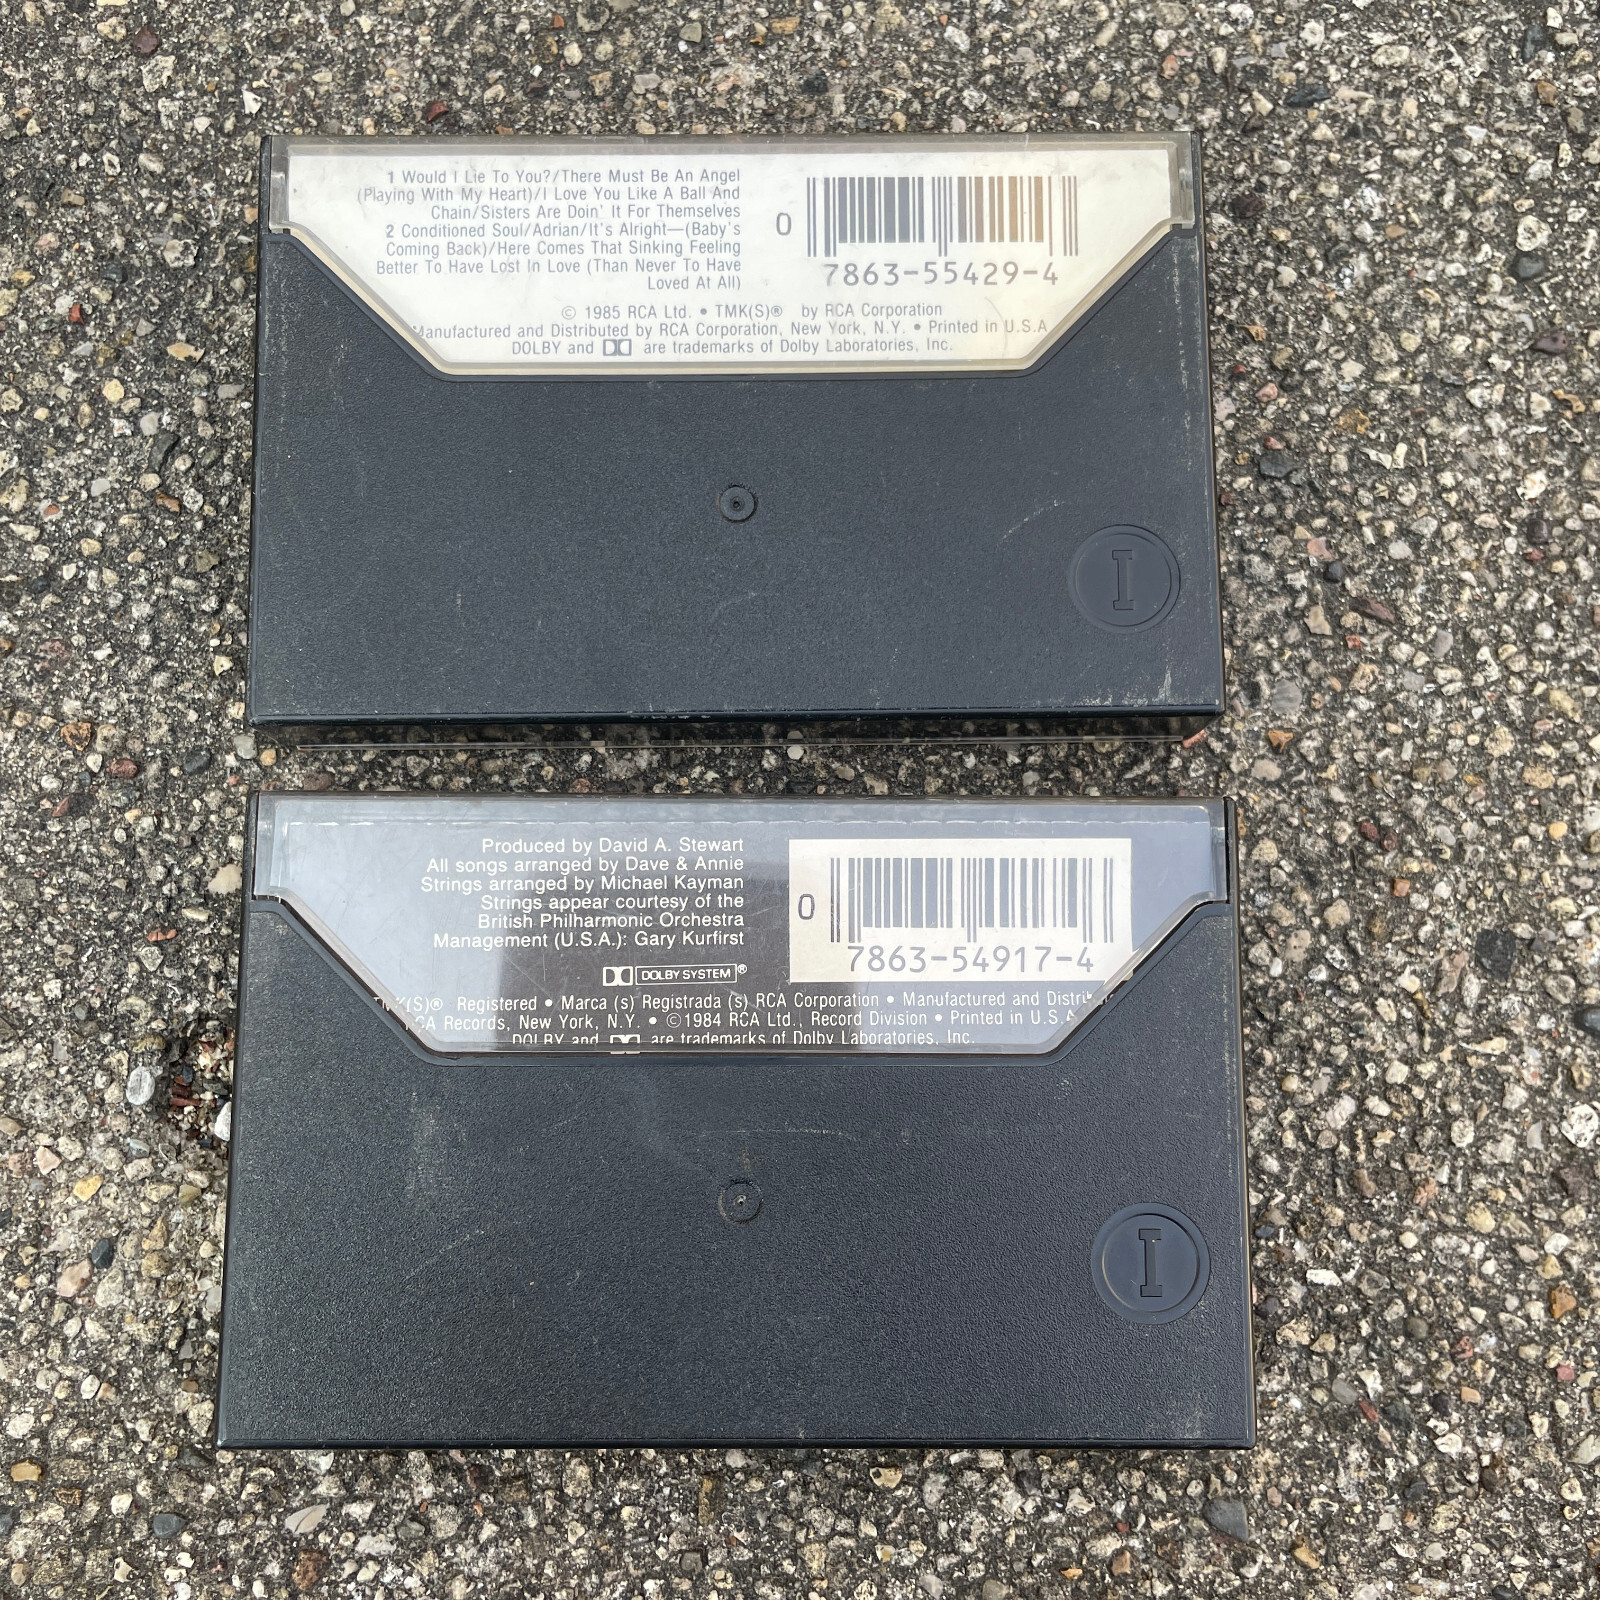 1 Would I Lie To You?/There Must Be An Angel
(Playing With My Heart)/I Love You Like A Ball And
Chain/Sisters Are Doin' It For Themselves
2 Conditioned Soul/Adrian/It's Alright—(Baby's
Coming Back)/Here Comes That Sinking Feeling
Better To Have Lost In Love (Than Never To Have
Loved At All)
0
7863-55429-4
© 1985 RCA Ltd. • TMK(S)® by RCA Corporation
Manufactured and Distributed by RCA Corporation, New York, N.Y. • Printed in U.S.A
DOLBY and are trademarks of Dolby Laboratories, Inc.
I
Produced by David A. Stewart
All songs arranged by Dave & Annie
Strings arranged by Michael Kayman
Strings appear courtesy of the
British Philharmonic Orchestra
Management (U.S.A.): Gary Kurfirst
DOLBY SYSTEM®
0
7863-54917-4
TMK(S)® Registered • Marca (s) Registrada (s) RCA Corporation • Manufactured and Distrib
RCA Records, New York, N.Y. • ©1984 RCA Ltd., Record Division • Printed in U.S.A
DOLBY and are trademarks of Dolby Laboratories, Inc.
I